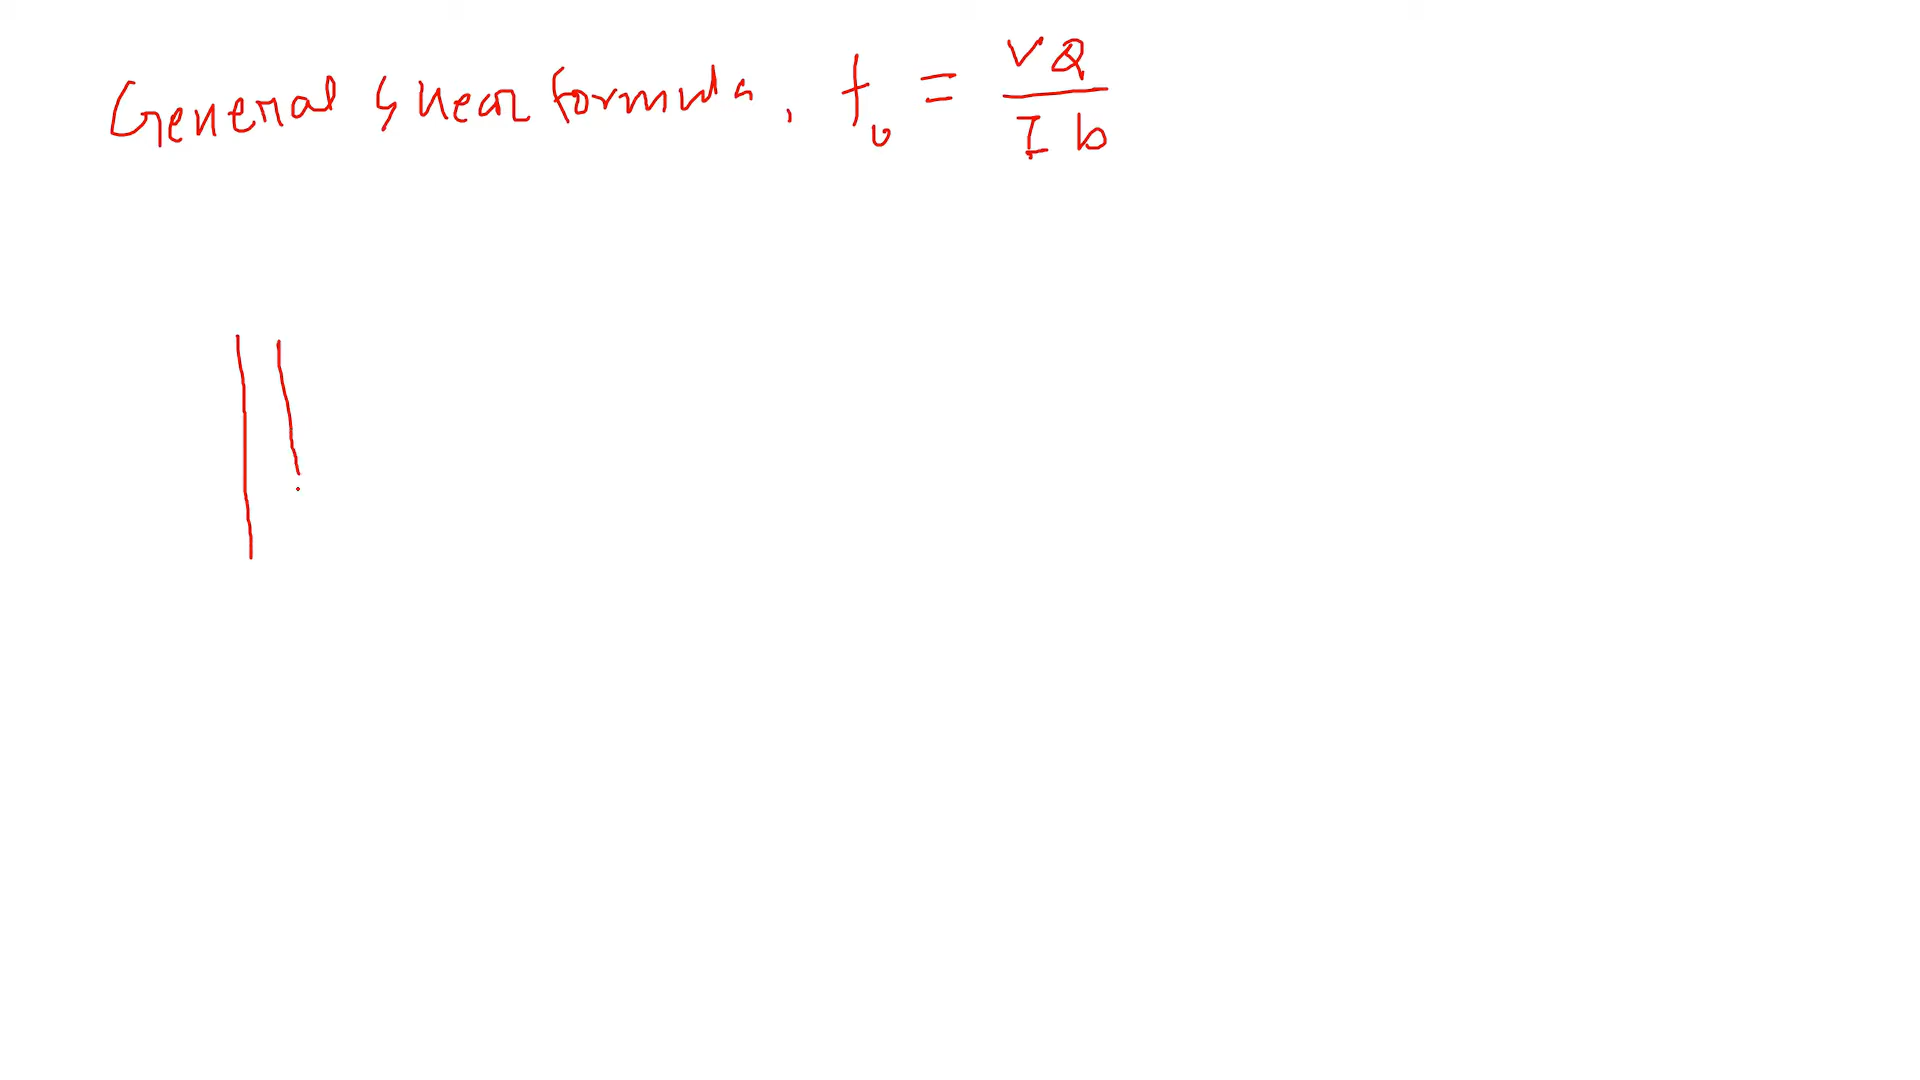 General shear formula, fv = VQ / Ib